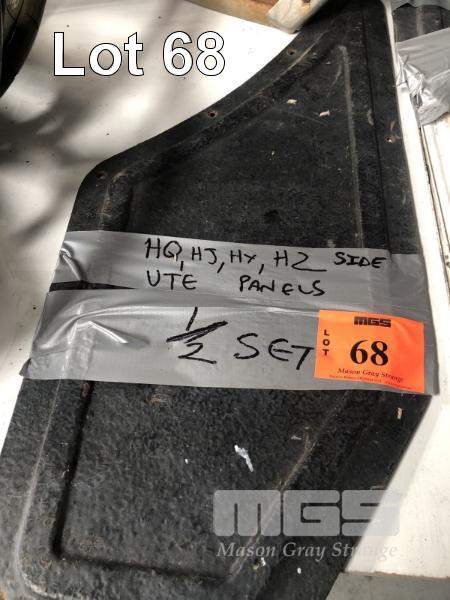 Lot 68
HQ, HJ, HX, HZ SIDE
UTE PANELS
1/2 SET
MGS
LOT
68
Mason Gray Strange
MGS
Mason Gray Strange